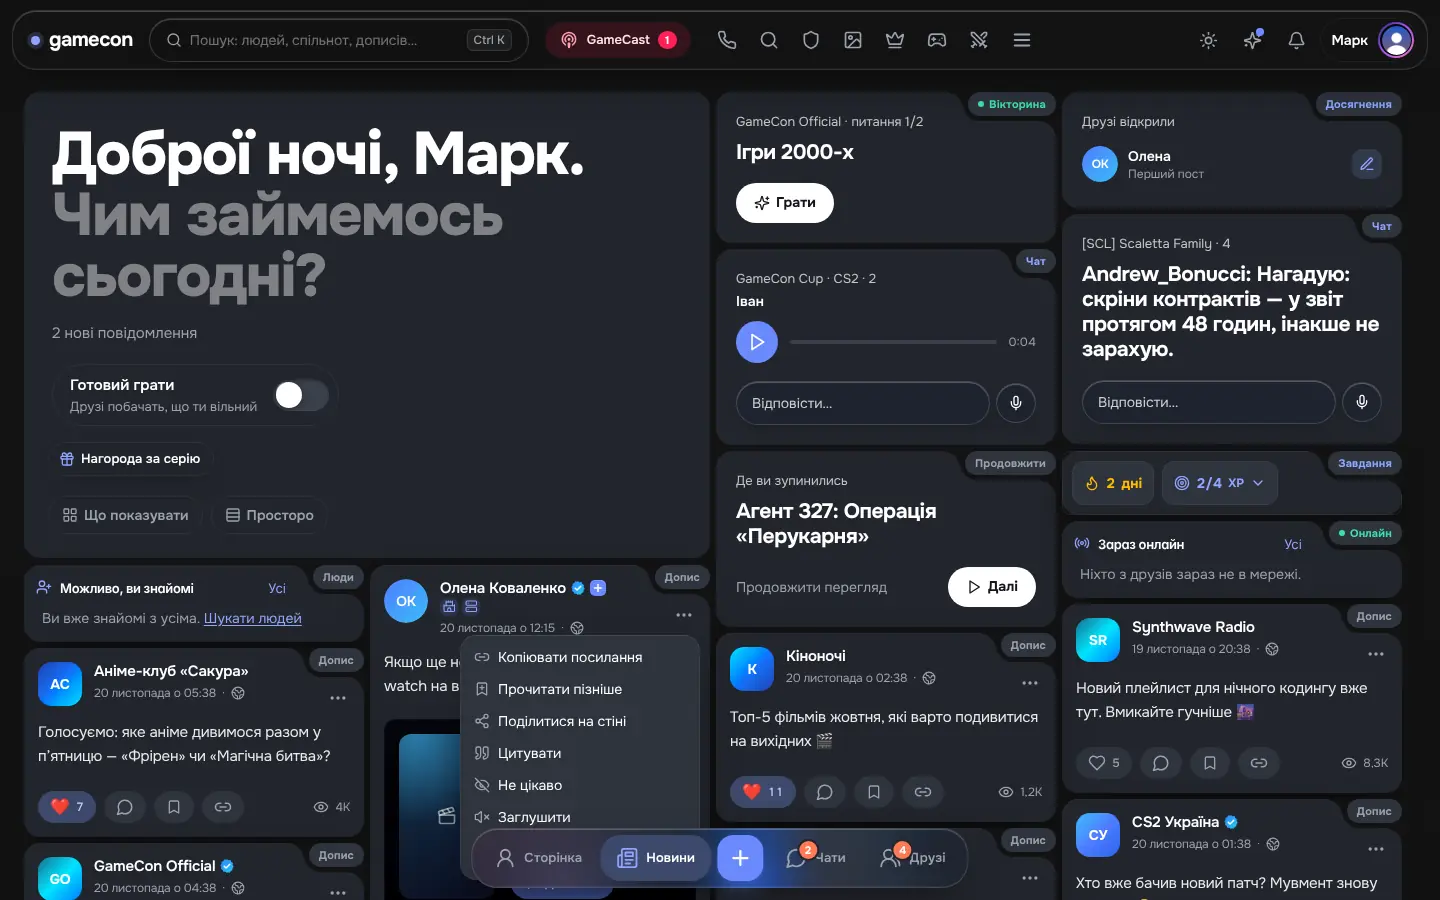 gamecon
Пошук: людей, спільнот, дописів...
Ctrl K
GameCast 1
Марк
Доброї ночі, Марк.
Чим займемось
сьогодні?
2 нові повідомлення
Готовий грати
Друзі побачать, що ти вільний
Нагорода за серію
Що показувати
Просторо
Вікторина
GameCon Official · питання 1/2
Ігри 2000-х
Грати
Досягнення
Друзі відкрили
ОК
Олена
Перший пост
Чат
GameCon Cup · CS2 · 2
Іван
0:04
Відповісти...
Чат
[SCL] Scaletta Family · 4
Andrew_Bonucci: Нагадую:
скріни контрактів — у звіт
протягом 48 годин, інакше не
зарахую.
Відповісти...
Продовжити
Де ви зупинились
Агент 327: Операція
«Перукарня»
Продовжити перегляд
Далі
Завдання
2 дні
2/4 XP
Онлайн
Зараз онлайн
Усі
Ніхто з друзів зараз не в мережі.
Люди
Можливо, ви знайомі
Усі
Ви вже знайомі з усіма. Шукати людей
Допис
АС
Аніме-клуб «Сакура»
20 листопада о 05:38 ·
Голосуємо: яке аніме дивимося разом у
п’ятницю — «Фрірен» чи «Магічна битва»?
7
4K
Допис
GO
GameCon Official
20 листопада о 04:38 ·
Допис
ОК
Олена Коваленко
20 листопада о 12:15 ·
Якщо ще н
watch на в
Копіювати посилання
Прочитати пізніше
Поділитися на стіні
Цитувати
Не цікаво
Заглушити
Допис
К
Кіноночі
20 листопада о 02:38 ·
Топ-5 фільмів жовтня, які варто подивитися
на вихідних
11
1,2K
Допис
Допис
SR
Synthwave Radio
19 листопада о 20:38 ·
Новий плейлист для нічного кодингу вже
тут. Вмикайте гучніше
5
8,3K
Допис
СУ
CS2 Україна
20 листопада о 01:38 ·
Хто вже бачив новий патч? Мувмент знову
Сторінка
Новини
2
Чати
4
Друзі